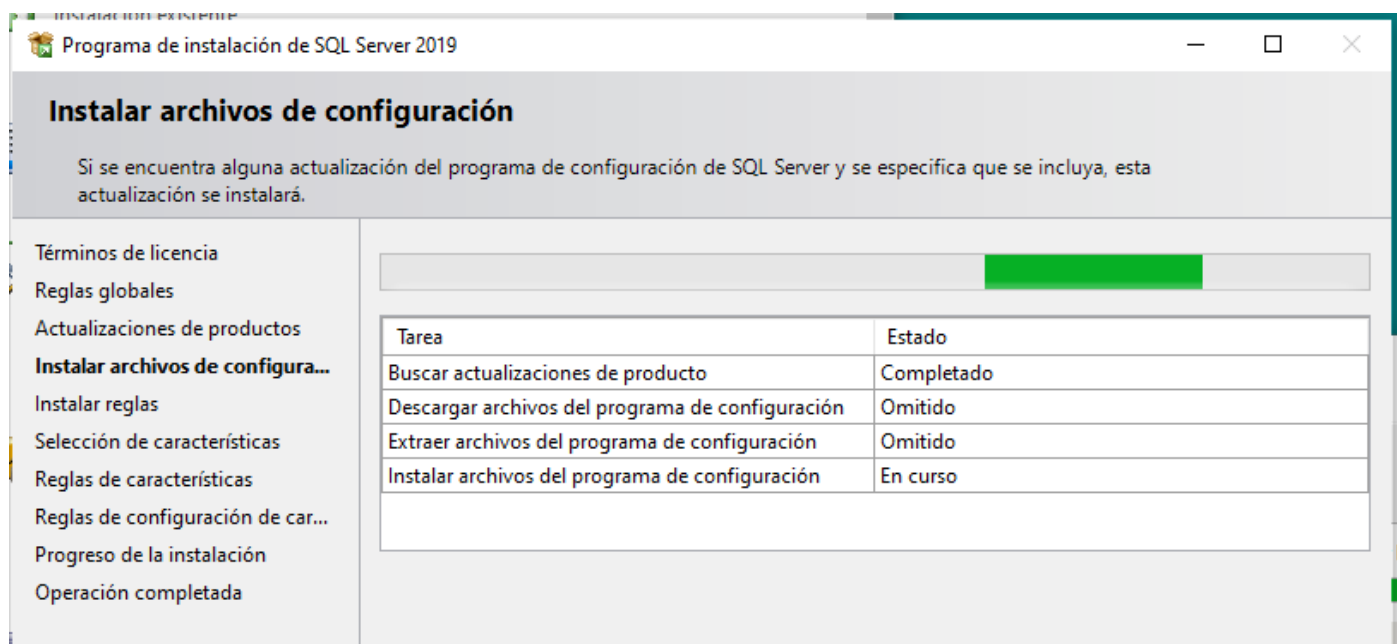 Instalación existente
Programa de instalación de SQL Server 2019
Instalar archivos de configuración
Si se encuentra alguna actualización del programa de configuración de SQL Server y se especifica que se incluya, esta
actualización se instalará.
Términos de licencia
Reglas globales
Actualizaciones de productos
Instalar archivos de configura...
Instalar reglas
Selección de características
Reglas de características
Reglas de configuración de car...
Progreso de la instalación
Operación completada
Tarea Estado
Buscar actualizaciones de producto Completado
Descargar archivos del programa de configuración Omitido
Extraer archivos del programa de configuración Omitido
Instalar archivos del programa de configuración En curso